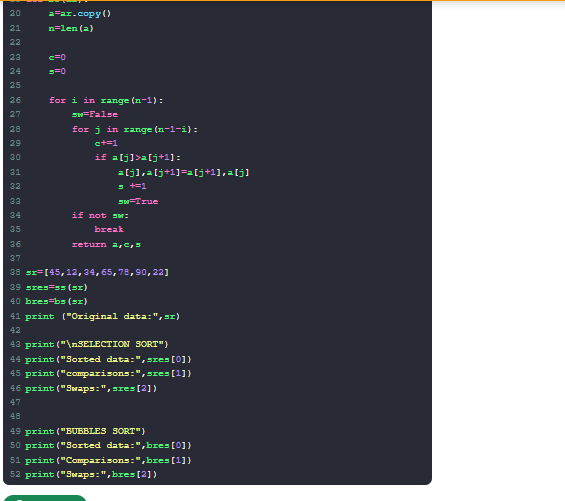 20 a=ar.copy()
21 n=len(a)
22
23 c=0
24 s=0
25
26 for i in range(n-1):
27 sw=False
28 for j in range(n-1-i):
29 c+=1
30 if a[j]>a[j+1]:
31 a[j],a[j+1]=a[j+1],a[j]
32 s +=1
33 sw=True
34 if not sw:
35 break
36 return a,c,s
37
38 sr=[45,12,34,65,78,90,22]
39 sres=ss(sr)
40 bres=bs(sr)
41 print ("Original data:",sr)
42
43 print("\nSELECTION SORT")
44 print("Sorted data:",sres[0])
45 print("comparisons:",sres[1])
46 print("Swaps:",sres[2])
47
48
49 print("BUBBLES SORT")
50 print("Sorted data:",bres[0])
51 print("Comparisons:",bres[1])
52 print("Swaps:",bres[2])